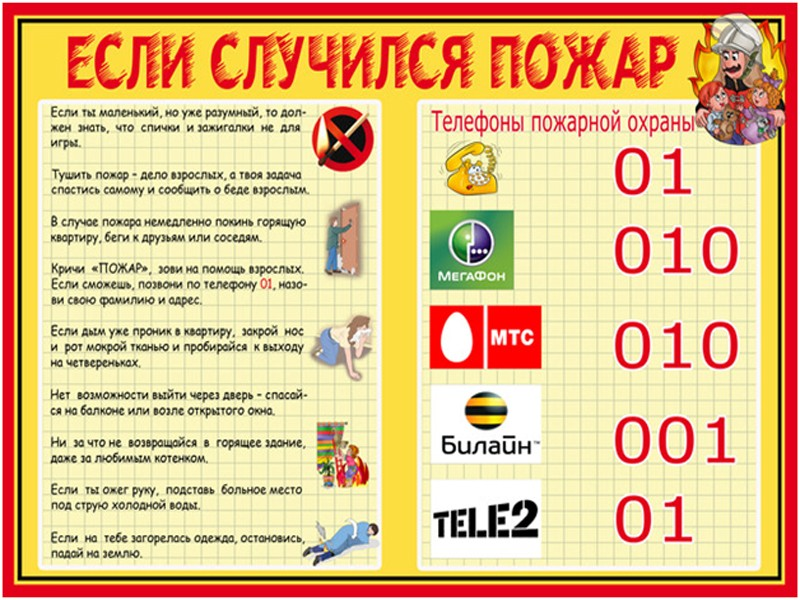 ЕСЛИ СЛУЧИЛСЯ ПОЖАР
Если ты маленький, но уже разумный, то дол-
жен знать, что спички и зажигалки не для
игры.
Тушить пожар – дело взрослых, а твоя задача
спастись самому и сообщить о беде взрослым.
В случае пожара немедленно покинь горящую
квартиру, беги к друзьям или соседям.
Кричи «ПОЖАР», зови на помощь взрослых.
Если сможешь, позвони по телефону 01, назо-
ви свою фамилию и адрес.
Если дым уже проник в квартиру, закрой нос
и рот мокрой тканью и пробирайся к выходу
на четвереньках.
Нет возможности выйти через дверь – спасай-
ся на балконе или возле открытого окна.
Ни за что не возвращайся в горящее здание,
даже за любимым котенком.
Если ты ожег руку, подставь больное место
под струю холодной воды.
Если на тебе загорелась одежда, остановись,
падай на землю.
Телефоны пожарной охраны
01
МЕГАФОН
010
МТС
010
Билайн™
001
TELE2
01